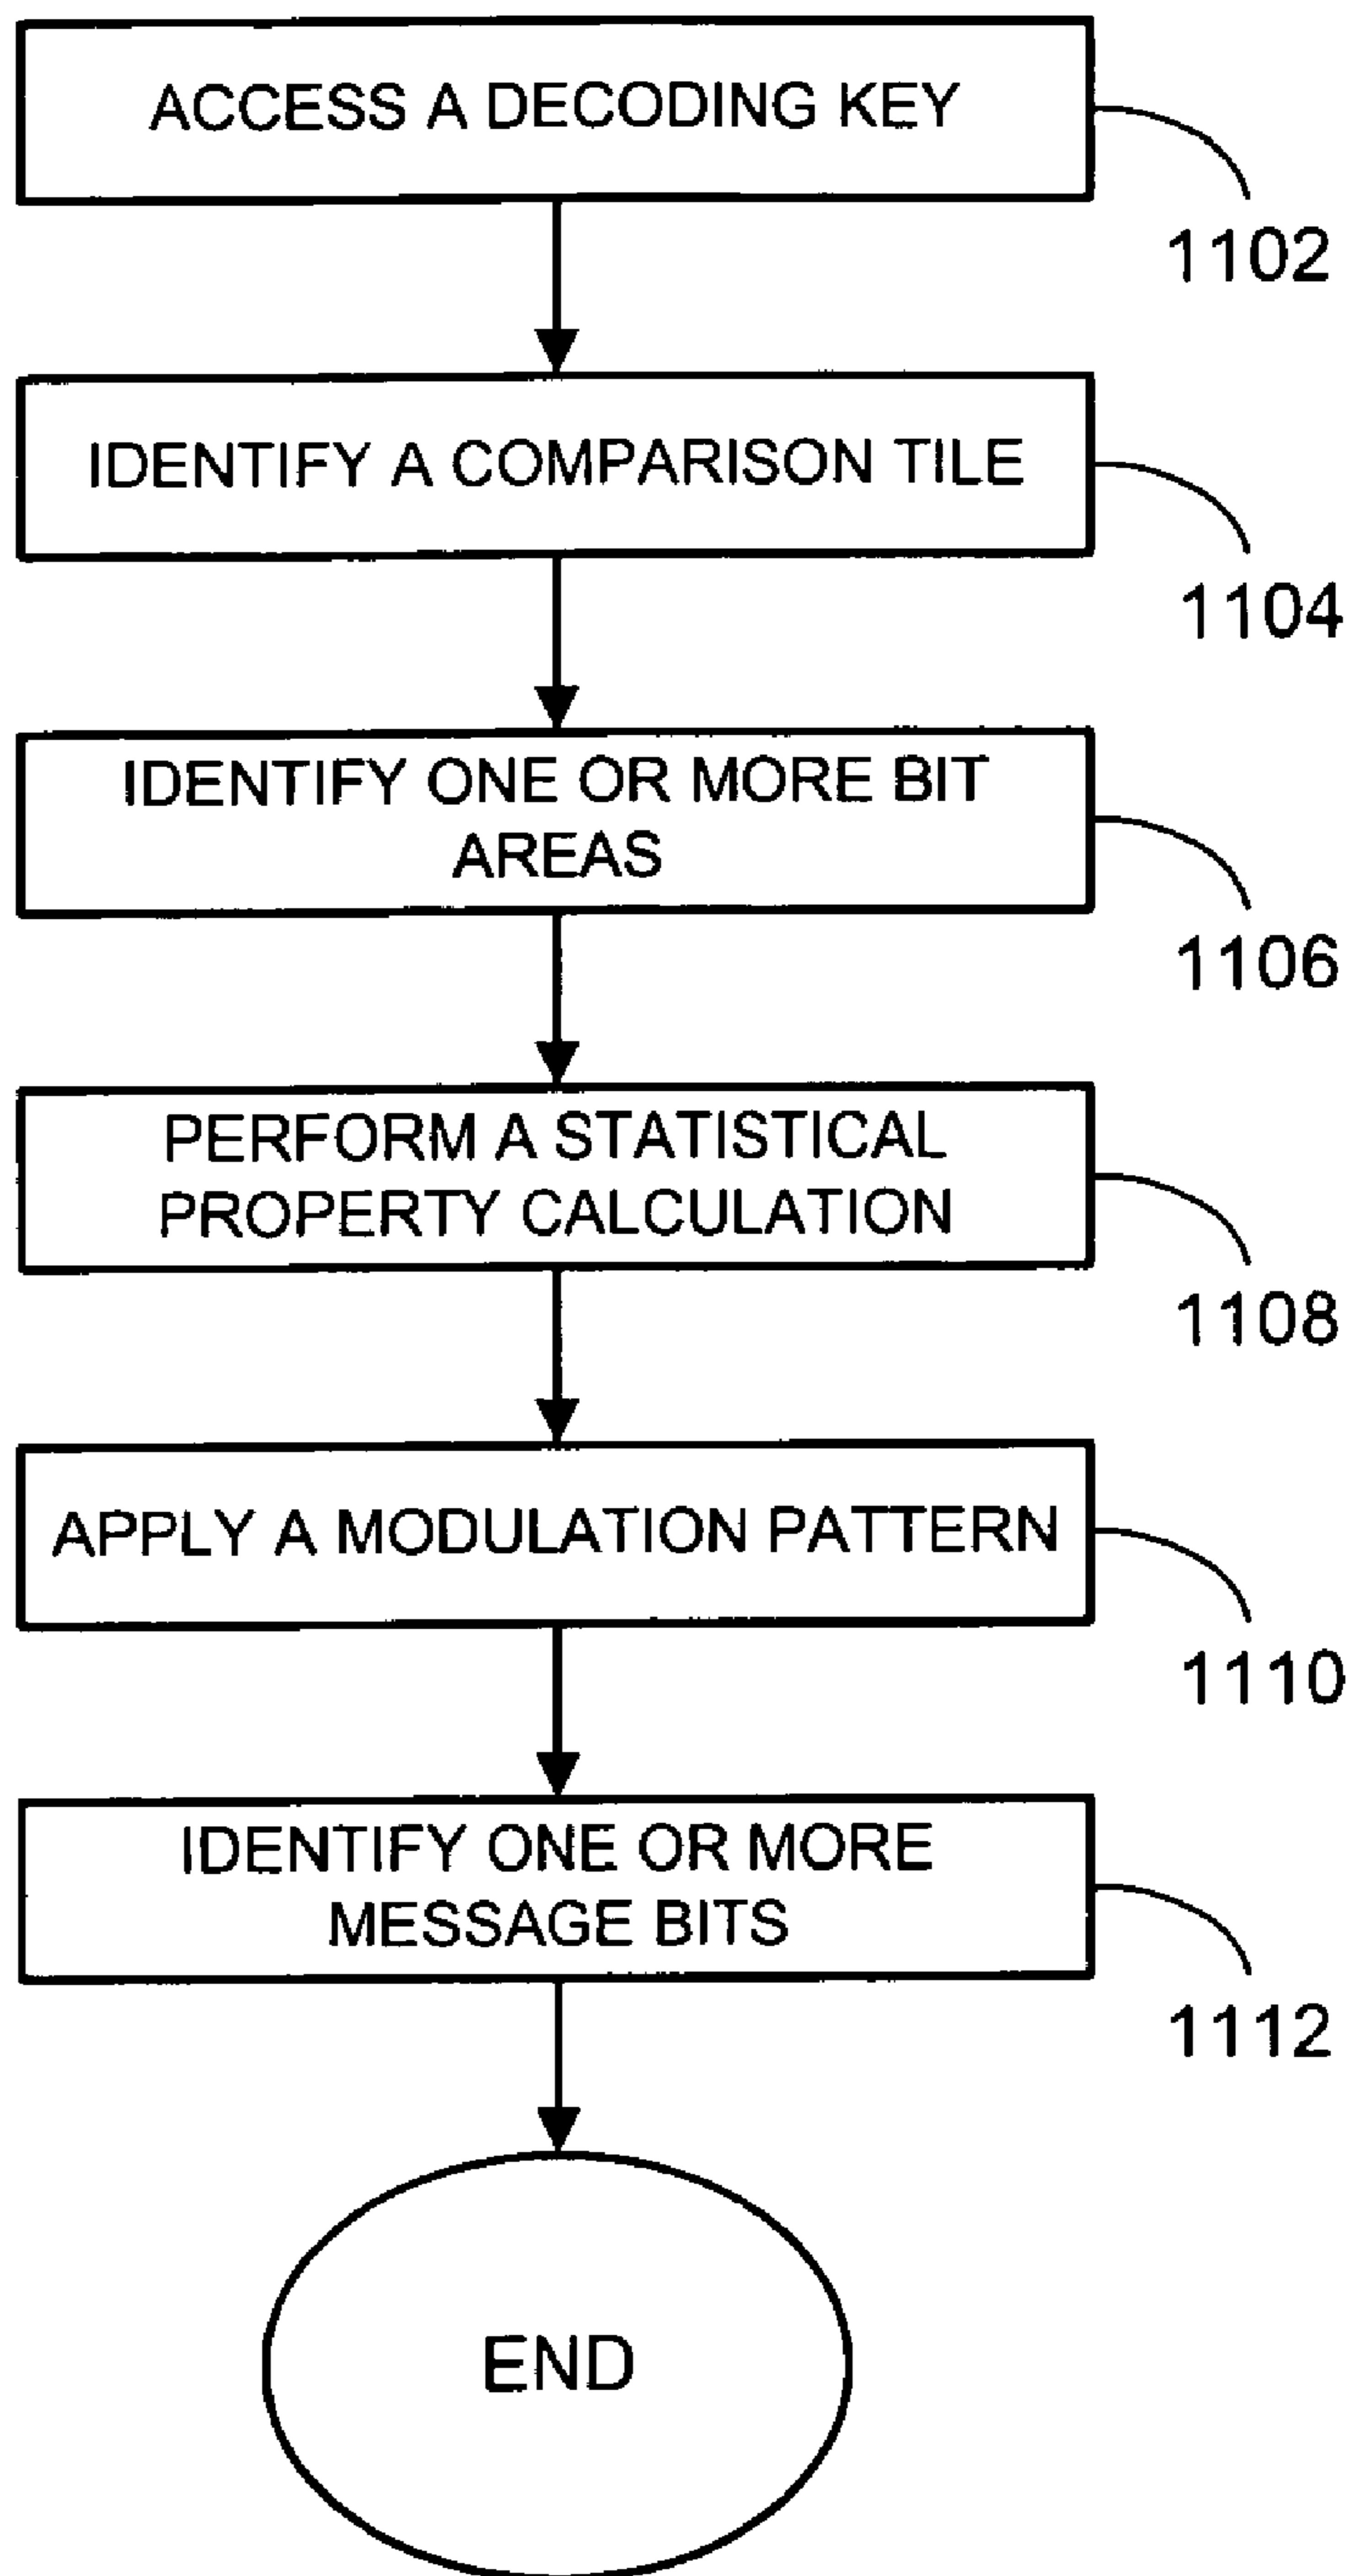 ACCESS A DECODING KEY
1102
IDENTIFY A COMPARISON TILE
1104
IDENTIFY ONE OR MORE BIT
AREAS
1106
PERFORM A STATISTICAL
PROPERTY CALCULATION
1108
APPLY A MODULATION PATTERN
1110
IDENTIFY ONE OR MORE
MESSAGE BITS
1112
END